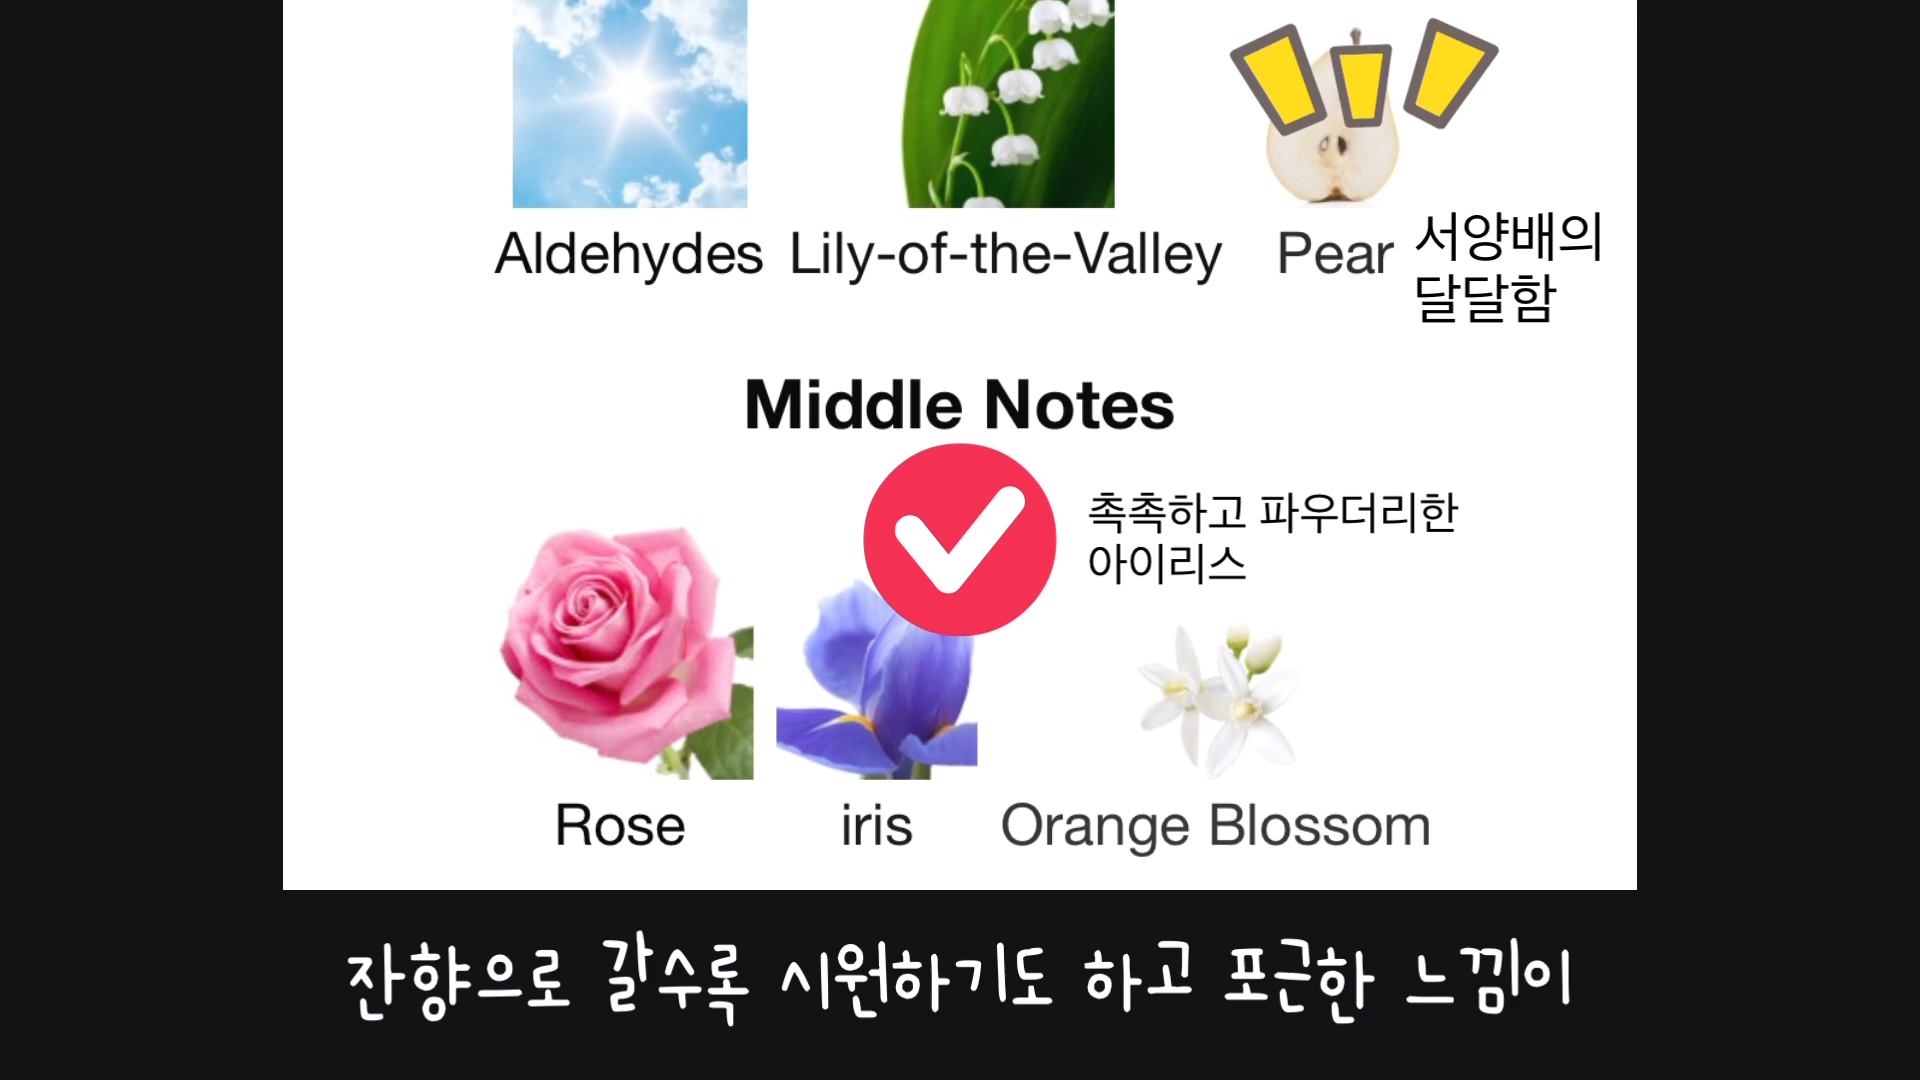 Aldehydes Lily-of-the-Valley Pear
서양배의
달달함
Middle Notes
촉촉하고 파우더리한
아이리스
Rose iris Orange Blossom
잔향으로 갈수록 시원하기도 하고 포근한 느낌이